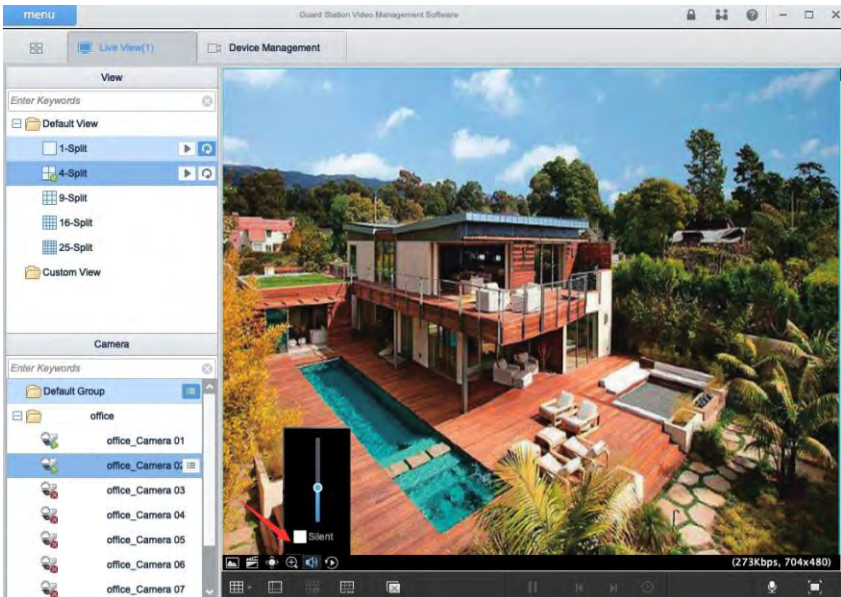 menu
Guard Station Video Management Software
Live View(1)
Device Management
View
Enter Keywords
Default View
1-Split
4-Split
9-Split
16-Split
25-Split
Custom View
Camera
Enter Keywords
Default Group
office
office_Camera 01
office_Camera 02
office_Camera 03
office_Camera 04
office_Camera 05
office_Camera 06
office_Camera 07
Silent
(273Kbps, 704x480)